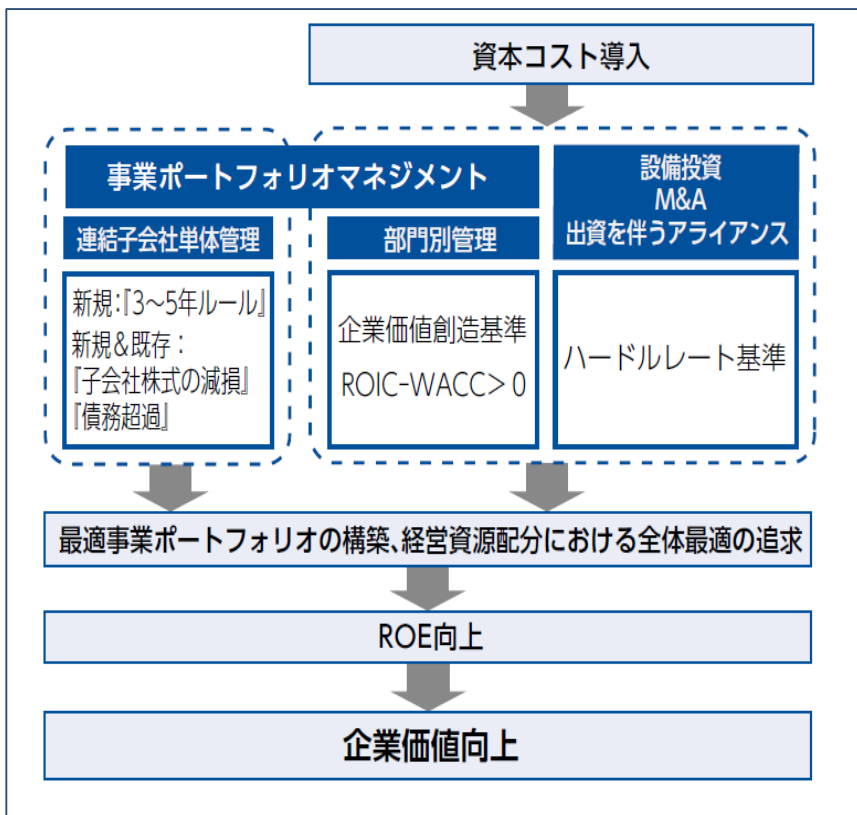 資本コスト導入
事業ポートフォリオマネジメント
連結子会社単体管理
新規:『3～5年ルール』
新規&既存：
『子会社株式の減損』
『債務超過』
部門別管理
企業価値創造基準
ROIC-WACC＞0
設備投資
M&A
出資を伴うアライアンス
ハードルレート基準
最適事業ポートフォリオの構築、経営資源配分における全体最適の追求
ROE向上
企業価値向上